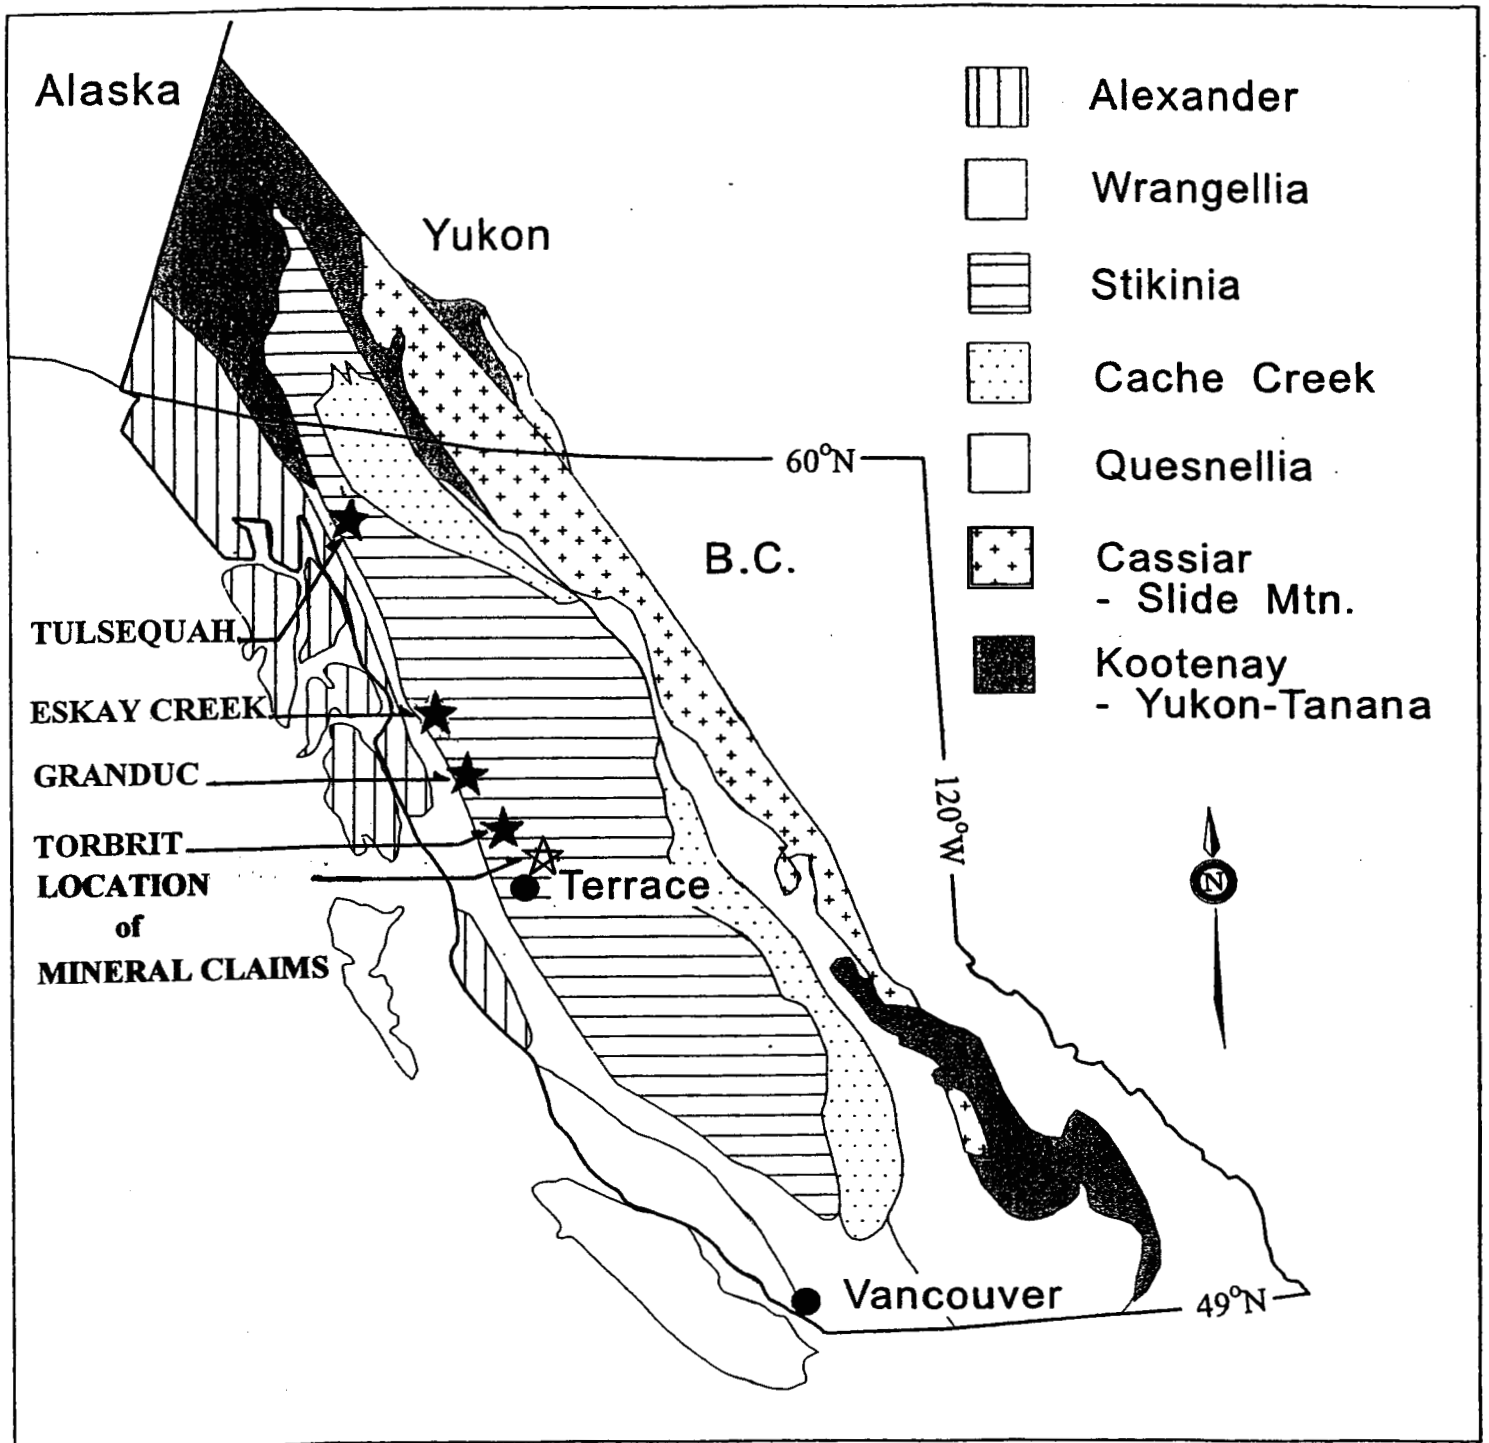 Alaska
Yukon
B.C.
60°N
120°W
49°N
Alexander
Wrangellia
Stikinia
Cache Creek
Quesnellia
Cassiar
- Slide Mtn.
Kootenay
- Yukon-Tanana
N
TULSEQUAH
ESKAY CREEK
GRANDUC
TORBRIT
LOCATION
of
MINERAL CLAIMS
Terrace
Vancouver